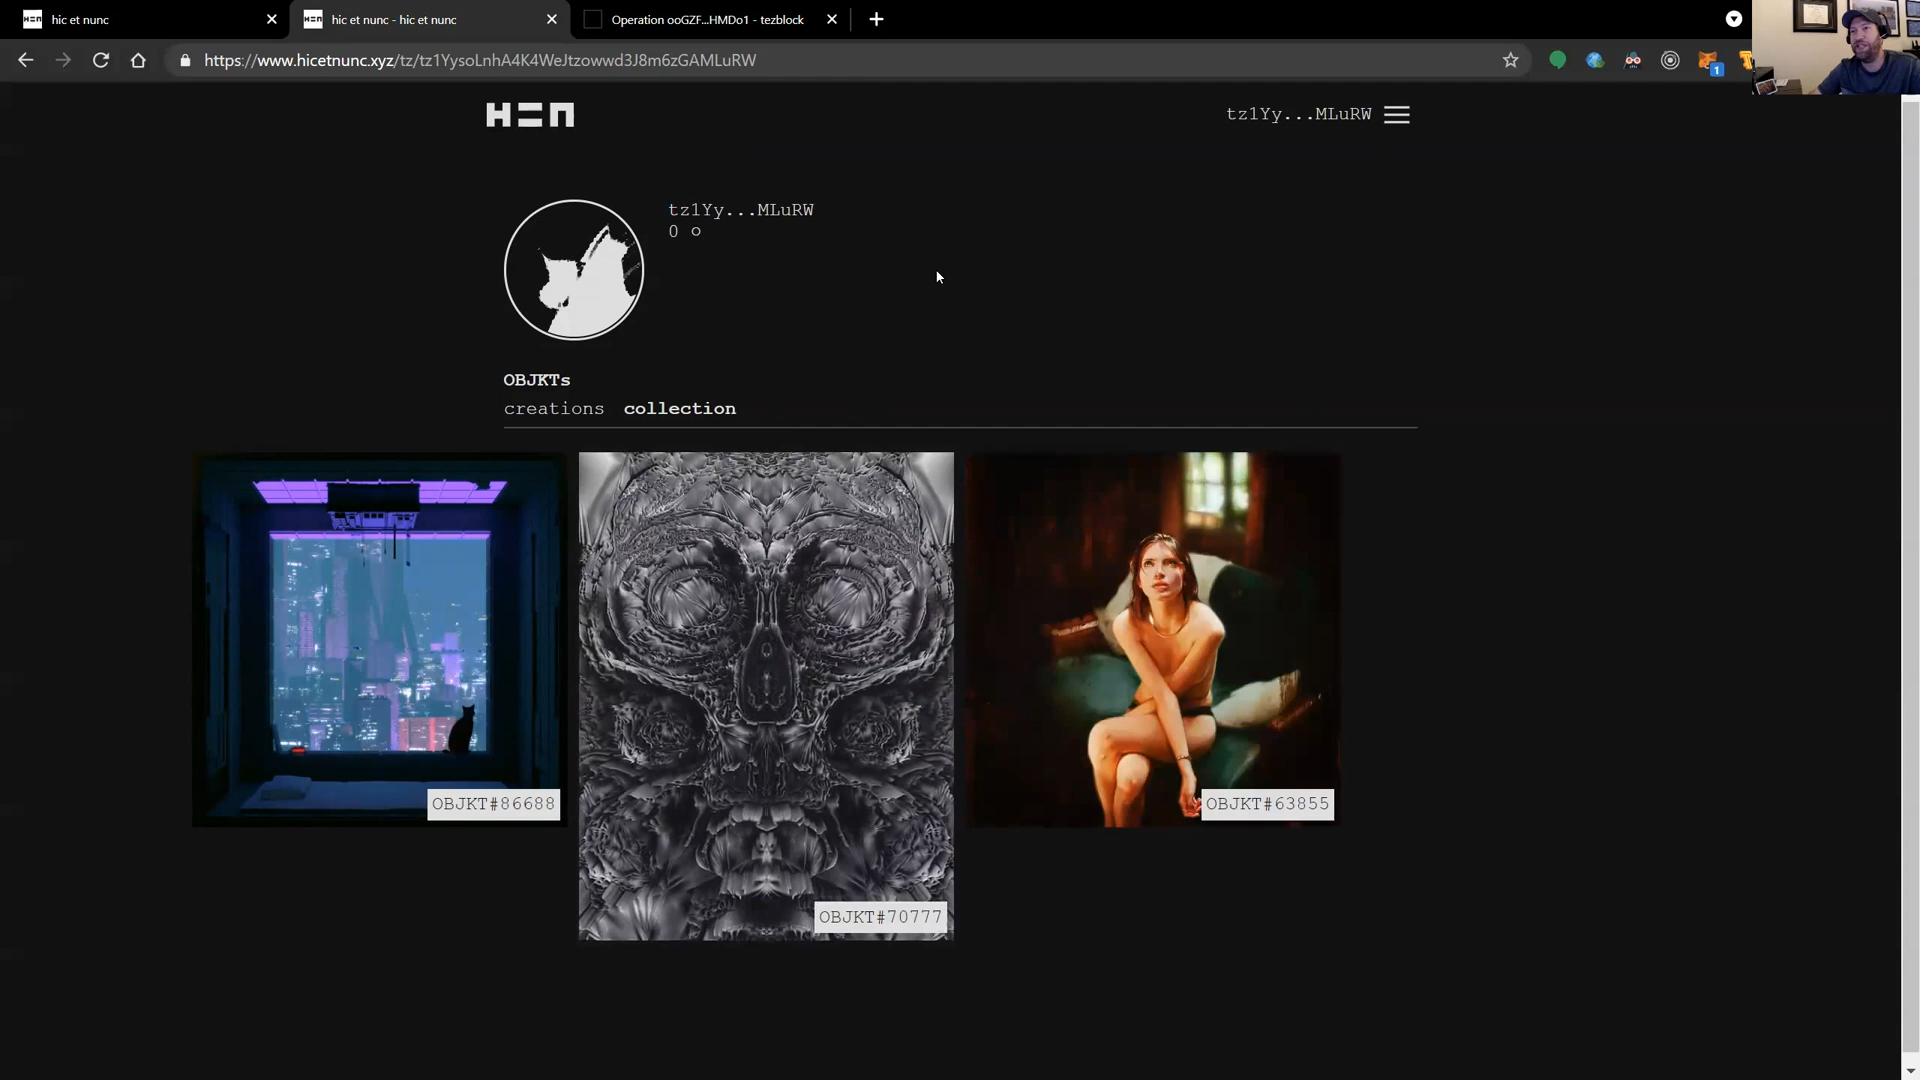 hic et nunc
hic et nunc - hic et nunc
Operation ooGZF...HMDo1 - tezblock
https://www.hicetnunc.xyz/tz/tz1YysoLnhA4K4WeJtzowwd3J8m6zGAMLuRW
1
tz1Yy...MLuRW
tz1Yy...MLuRW
0 o
OBJKTs
creations collection
OBJKT#86688
OBJKT#63855
OBJKT#70777